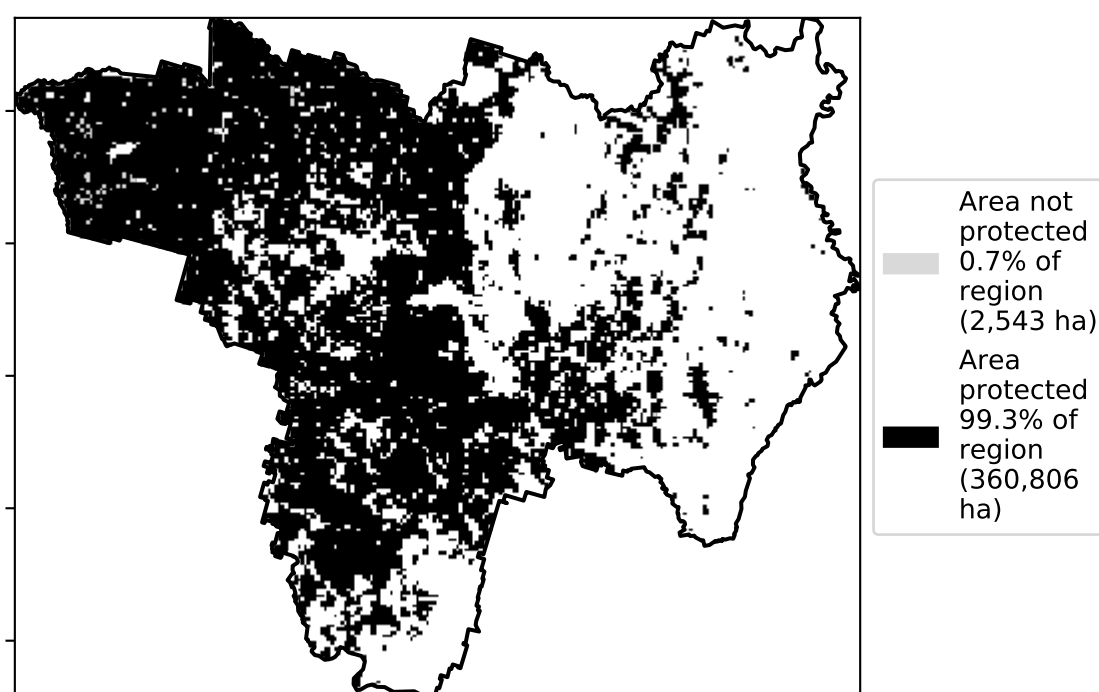 Area not
protected
0.7% of
region
(2,543 ha)
Area
protected
99.3% of
region
(360,806
ha)